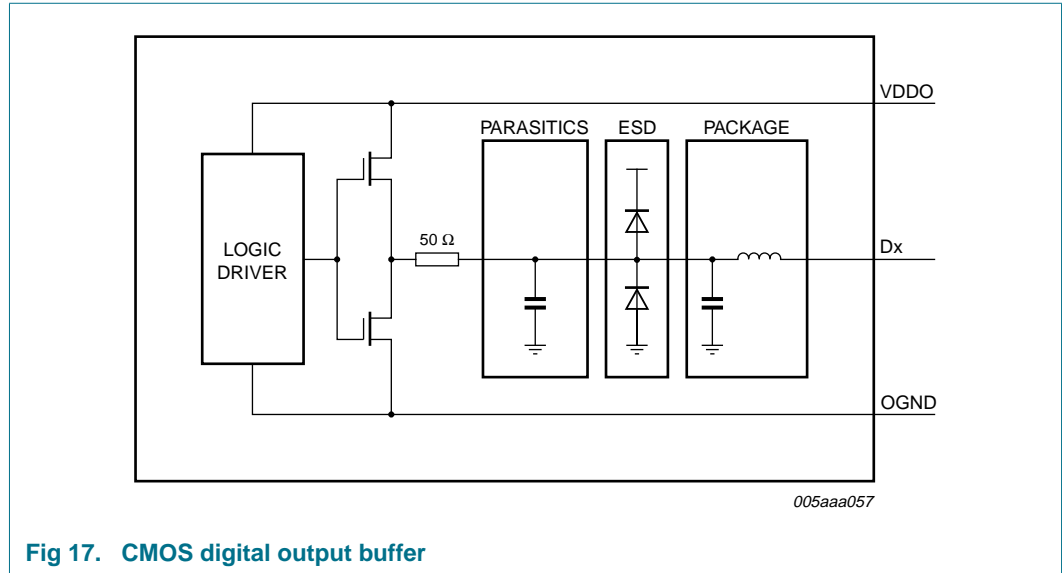 VDDO
PARASITICS ESD PACKAGE
50 Ω
LOGIC
DRIVER
Dx
OGND
005aaa057
Fig 17. CMOS digital output buffer